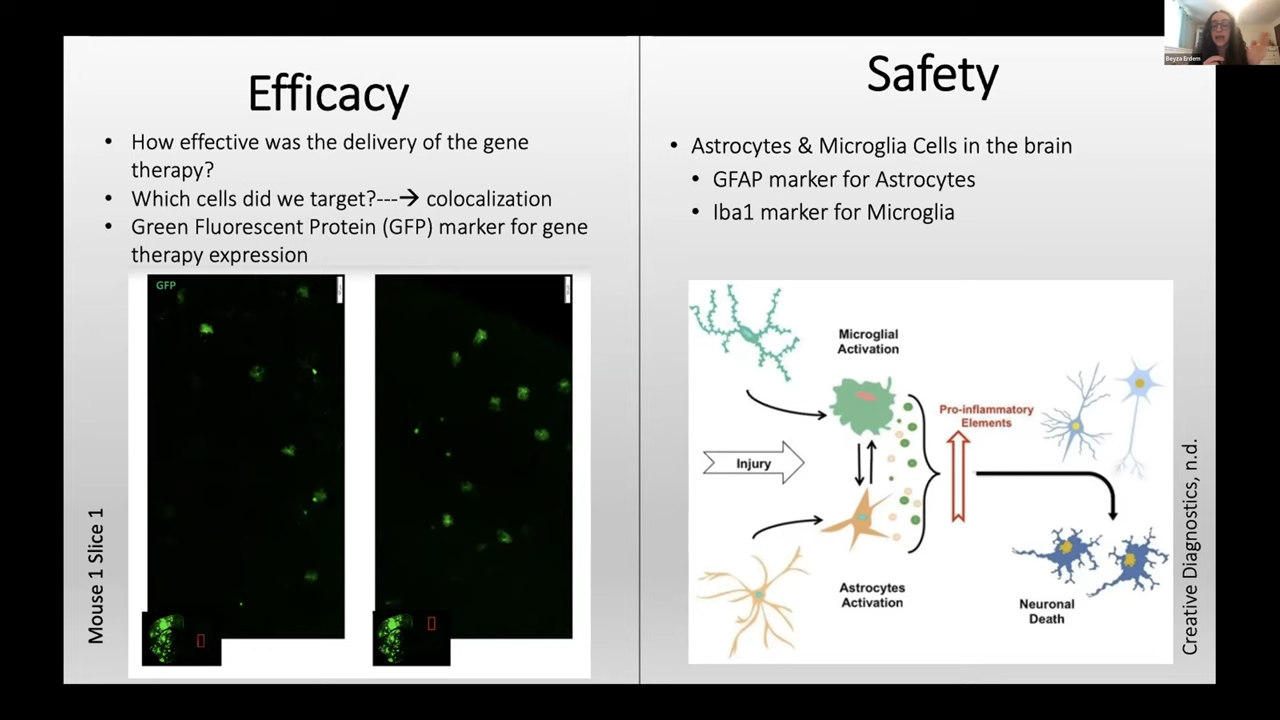 Efficacy
• How effective was the delivery of the gene
therapy?
• Which cells did we target?---→ colocalization
• Green Fluorescent Protein (GFP) marker for gene
therapy expression
GFP
Mouse 1 Slice 1
Safety
• Astrocytes & Microglia Cells in the brain
• GFAP marker for Astrocytes
• Iba1 marker for Microglia
Microglial
Activation
Pro-inflammatory
Elements
Injury
Astrocytes
Activation
Neuronal
Death
Creative Diagnostics, n.d.
Beyza Erdem